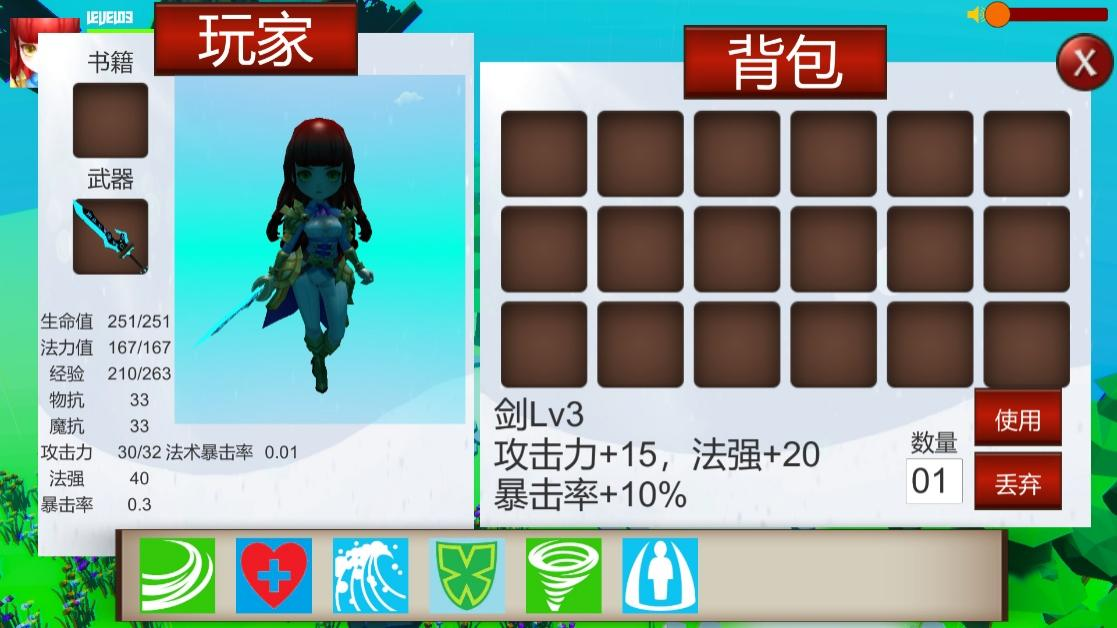 LEVEL03
玩家
书籍
武器
生命值 251/251
法力值 167/167
经验 210/263
物抗 33
魔抗 33
攻击力 30/32 法术暴击率 0.01
法强 40
暴击率 0.3
背包
X
剑Lv3
攻击力+15，法强+20
暴击率+10%
数量
01
使用
丢弃